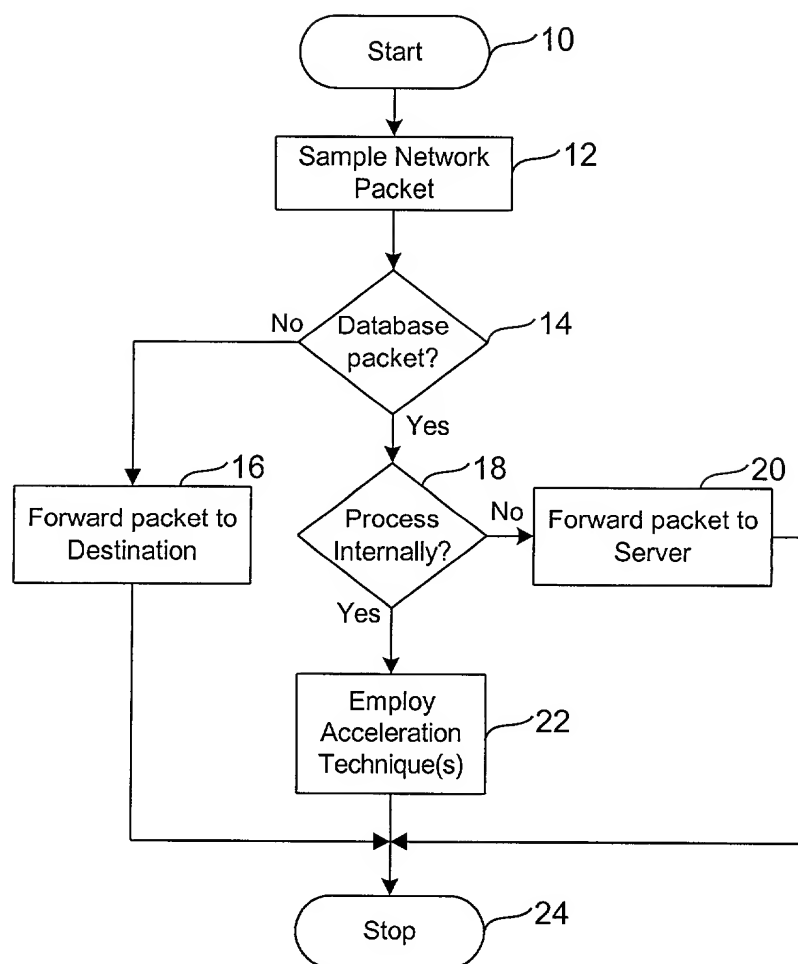 Start
10
Sample Network
Packet
12
Database
packet?
14
No
Yes
16
Forward packet to
Destination
18
Process
Internally?
No
20
Forward packet to
Server
Yes
Employ
Acceleration
Technique(s)
22
Stop
24